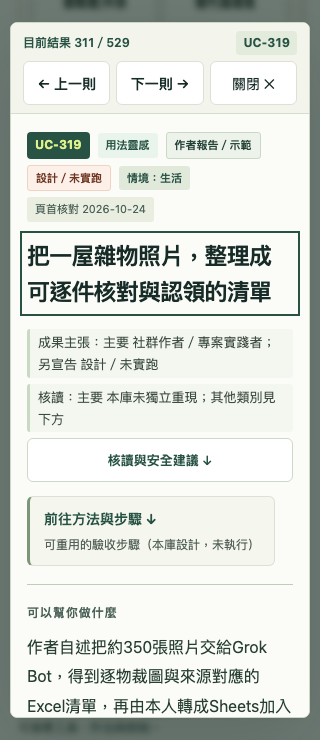 目前結果 311 / 529
UC-319
← 上一則
下一則 →
關閉 ✕
UC-319
用法靈感
作者報告 / 示範
設計 / 未實跑
情境：生活
頁首核對 2026-10-24
把一屋雜物照片，整理成
可逐件核對與認領的清單
成果主張：主要 社群作者 / 專案實踐者；
另宣告 設計 / 未實跑
核讀：主要 本庫未獨立重現；其他類別見
下方
核讀與安全建議 ↓
前往方法與步驟 ↓
可重用的驗收步驟（本庫設計，未執行）
可以幫你做什麼
作者自述把約350張照片交給Grok
Bot，得到逐物裁圖與來源對應的
Excel清單，再由本人轉成Sheets加入